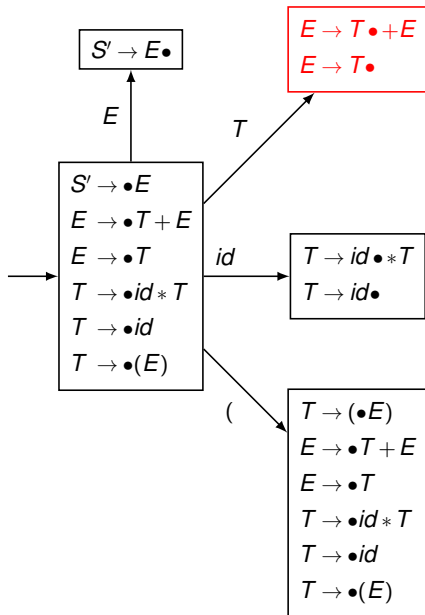 S′ → E●
E → T● +E
E → T●
E
T
S′ → ●E
E → ●T + E
E → ●T
T → ●id ∗ T
T → ●id
T → ●(E)
id
T → id ● ∗T
T → id●
(
T → (●E)
E → ●T + E
E → ●T
T → ●id ∗ T
T → ●id
T → ●(E)